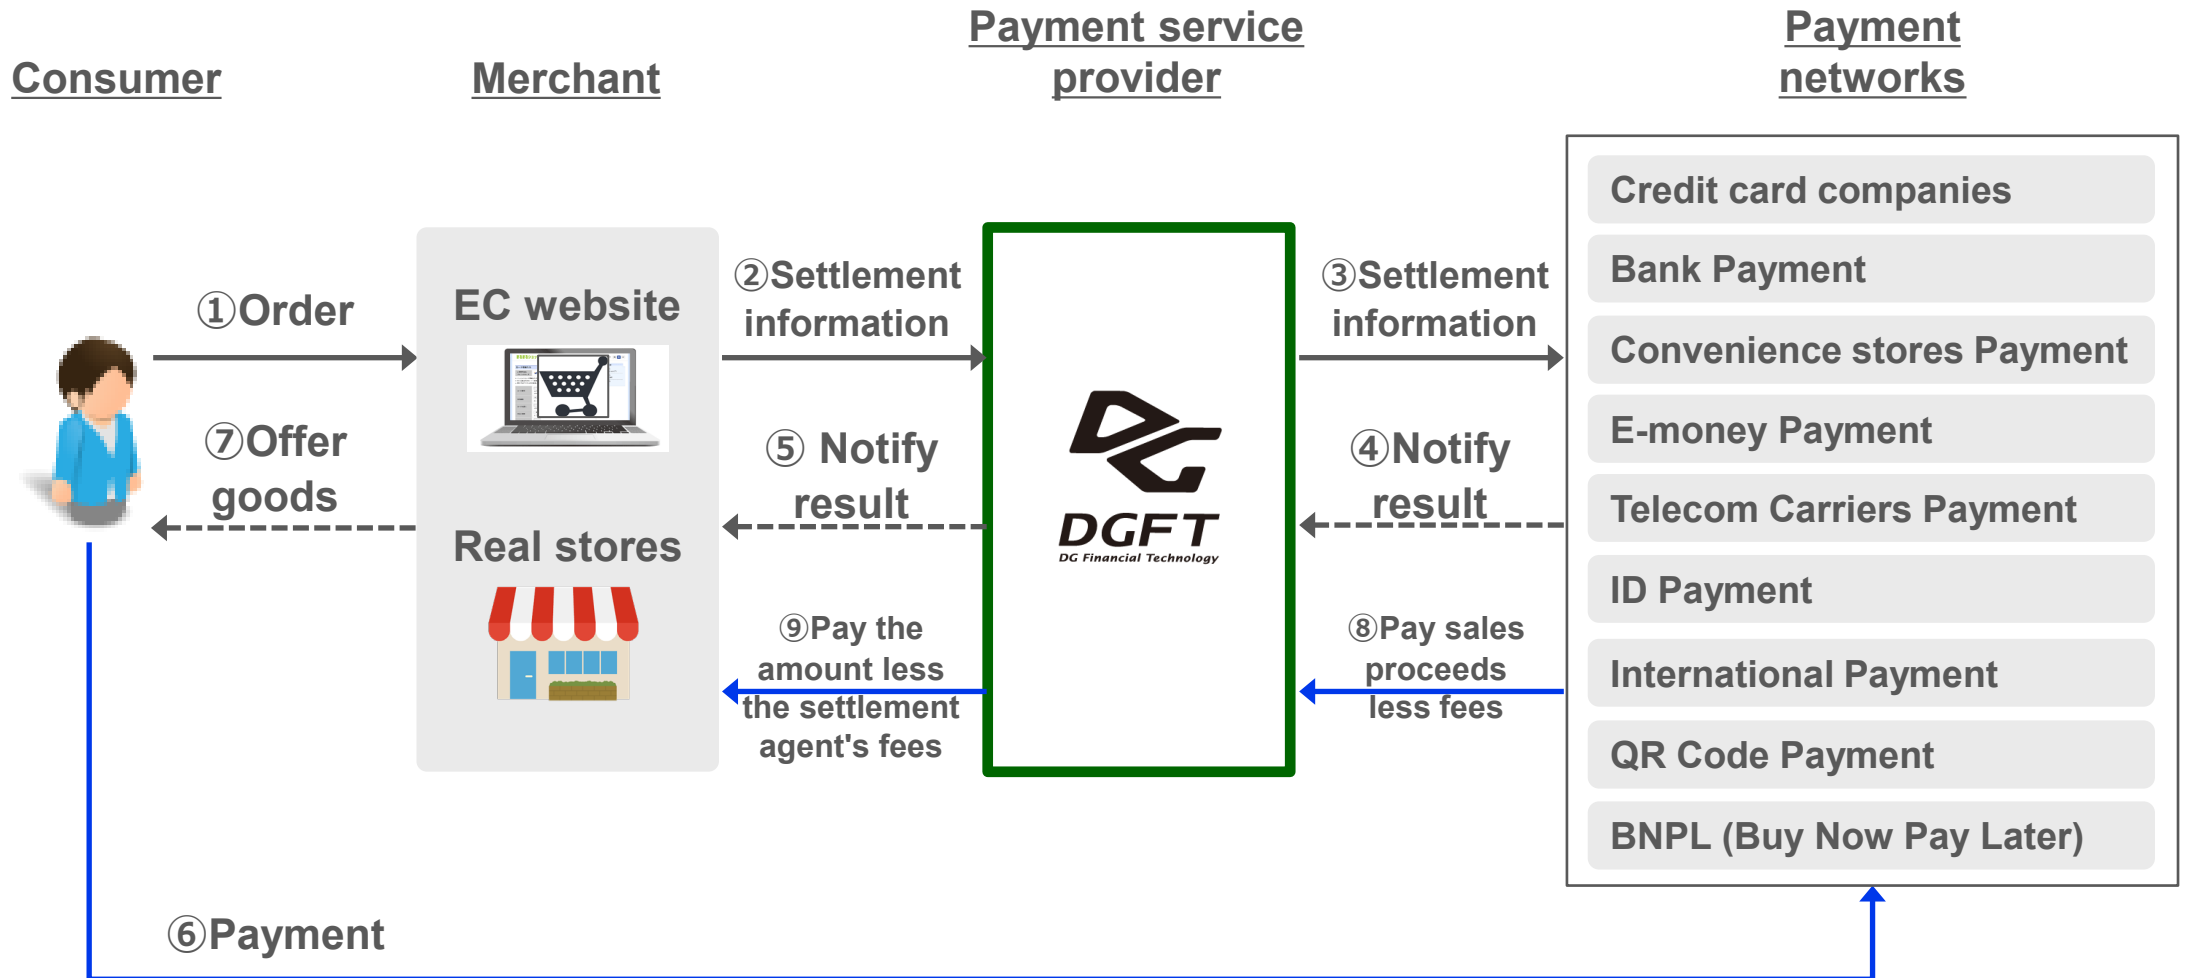 Consumer
Merchant
Payment service
provider
Payment
networks
①Order
⑦Offer
goods
EC website
Real stores
②Settlement
information
⑤ Notify
result
⑨Pay the
amount less
the settlement
agent's fees
DGFT
DG Financial Technology
③Settlement
information
④Notify
result
⑧Pay sales
proceeds
less fees
Credit card companies
Bank Payment
Convenience stores Payment
E-money Payment
Telecom Carriers Payment
ID Payment
International Payment
QR Code Payment
BNPL (Buy Now Pay Later)
⑥Payment